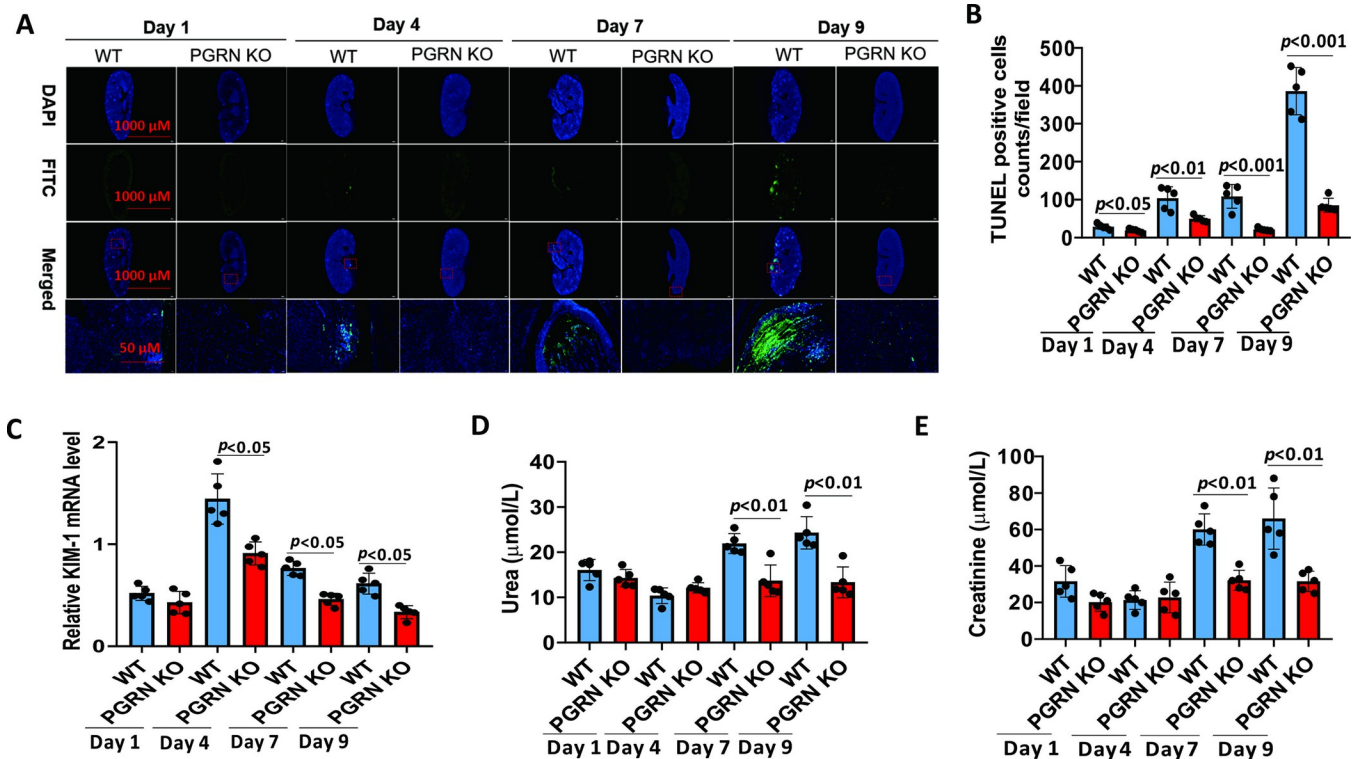 A
Day 1
Day 4
Day 7
Day 9
WT
PGRN KO
WT
PGRN KO
WT
PGRN KO
WT
PGRN KO
DAPI
1000 µM
FITC
1000 µM
Merged
1000 µM
50 µM
B
TUNEL positive cells
counts/field
500
400
300
200
100
0
p<0.05
p<0.01
p<0.001
p<0.001
WT
PGRN KO
WT
PGRN KO
WT
PGRN KO
WT
PGRN KO
Day 1
Day 4
Day 7
Day 9
C
Relative KIM-1 mRNA level
2
1
0
p<0.05
p<0.05
p<0.05
WT
PGRN KO
WT
PGRN KO
WT
PGRN KO
WT
PGRN KO
Day 1
Day 4
Day 7
Day 9
D
Urea (µmol/L)
40
30
20
10
0
p<0.01
p<0.01
WT
PGRN KO
WT
PGRN KO
WT
PGRN KO
WT
PGRN KO
Day 1
Day 4
Day 7
Day 9
E
Creatinine (µmol/L)
100
80
60
40
20
0
p<0.01
p<0.01
WT
PGRN KO
WT
PGRN KO
WT
PGRN KO
WT
PGRN KO
Day 1
Day 4
Day 7
Day 9